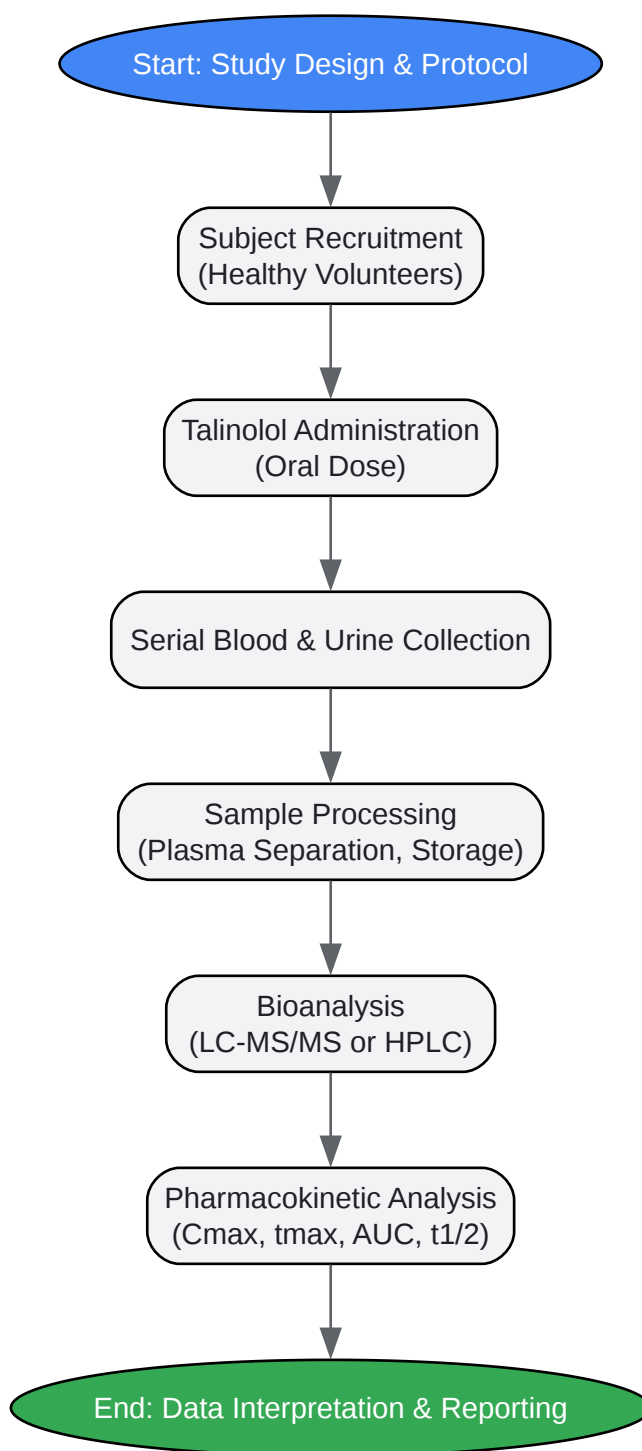 Start: Study Design & Protocol
Subject Recruitment
(Healthy Volunteers)
Talinolol Administration
(Oral Dose)
Serial Blood & Urine Collection
Sample Processing
(Plasma Separation, Storage)
Bioanalysis
(LC-MS/MS or HPLC)
Pharmacokinetic Analysis
(Cmax, tmax, AUC, t1/2)
End: Data Interpretation & Reporting